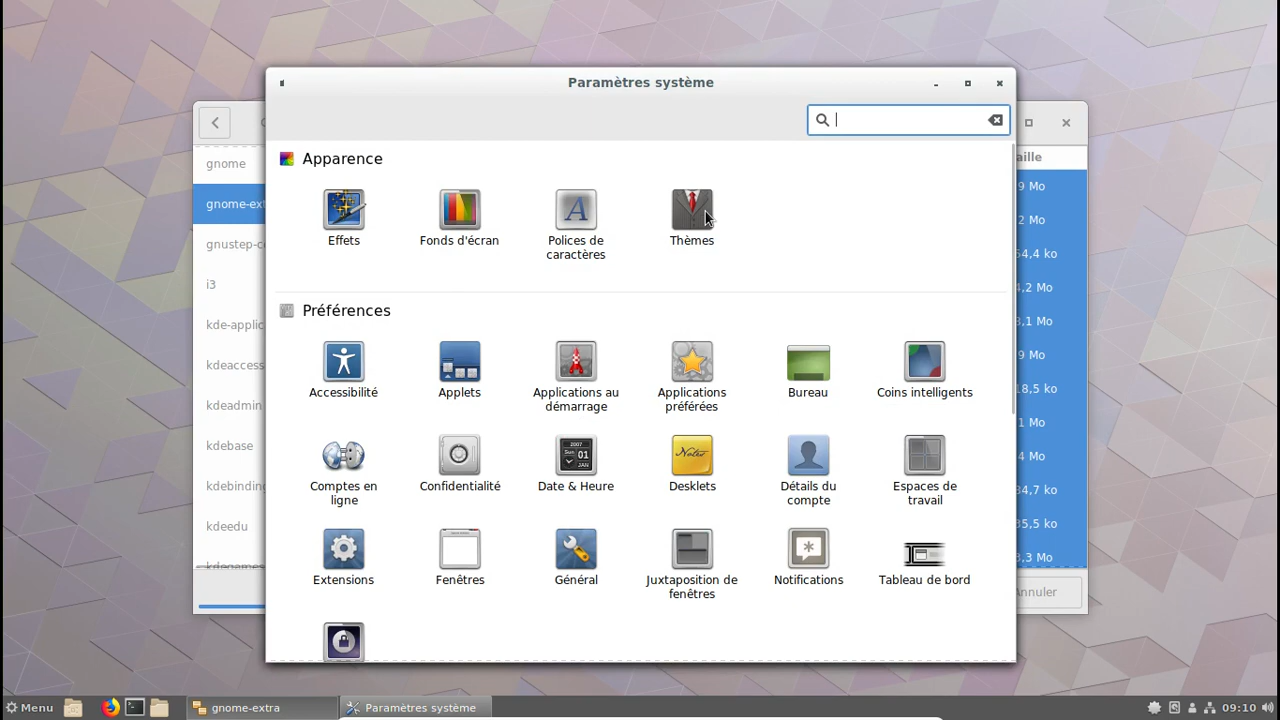 Paramètres système
Apparence
Effets
Fonds d'écran
Polices de
caractères
Thèmes
Préférences
Accessibilité
Applets
Applications au
démarrage
Applications
préférées
Bureau
Coins intelligents
Comptes en
ligne
Confidentialité
Date & Heure
Desklets
Détails du
compte
Espaces de
travail
Extensions
Fenêtres
Général
Juxtaposition de
fenêtres
Notifications
Tableau de bord
gnome
gnome-extr
gnustep-c
i3
kde-applic
kdeaccess
kdeadmin
kdebase
kdebinding
kdeedu
kdegames
aille
9 Mo
2 Mo
54,4 ko
4,2 Mo
3,1 Mo
9 Mo
18,5 ko
1 Mo
4 Mo
34,7 ko
35,5 ko
3,3 Mo
Annuler
Menu
gnome-extra
Paramètres système
09:10